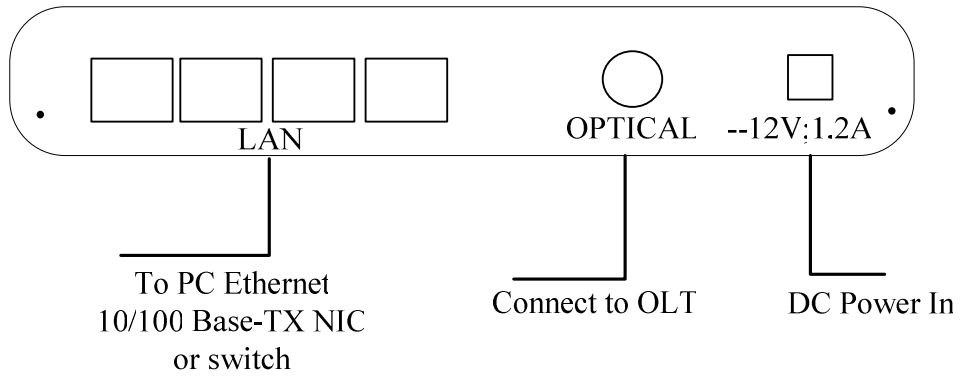 LAN
OPTICAL
--12V;1.2A
To PC Ethernet
10/100 Base-TX NIC
or switch
Connect to OLT
DC Power In